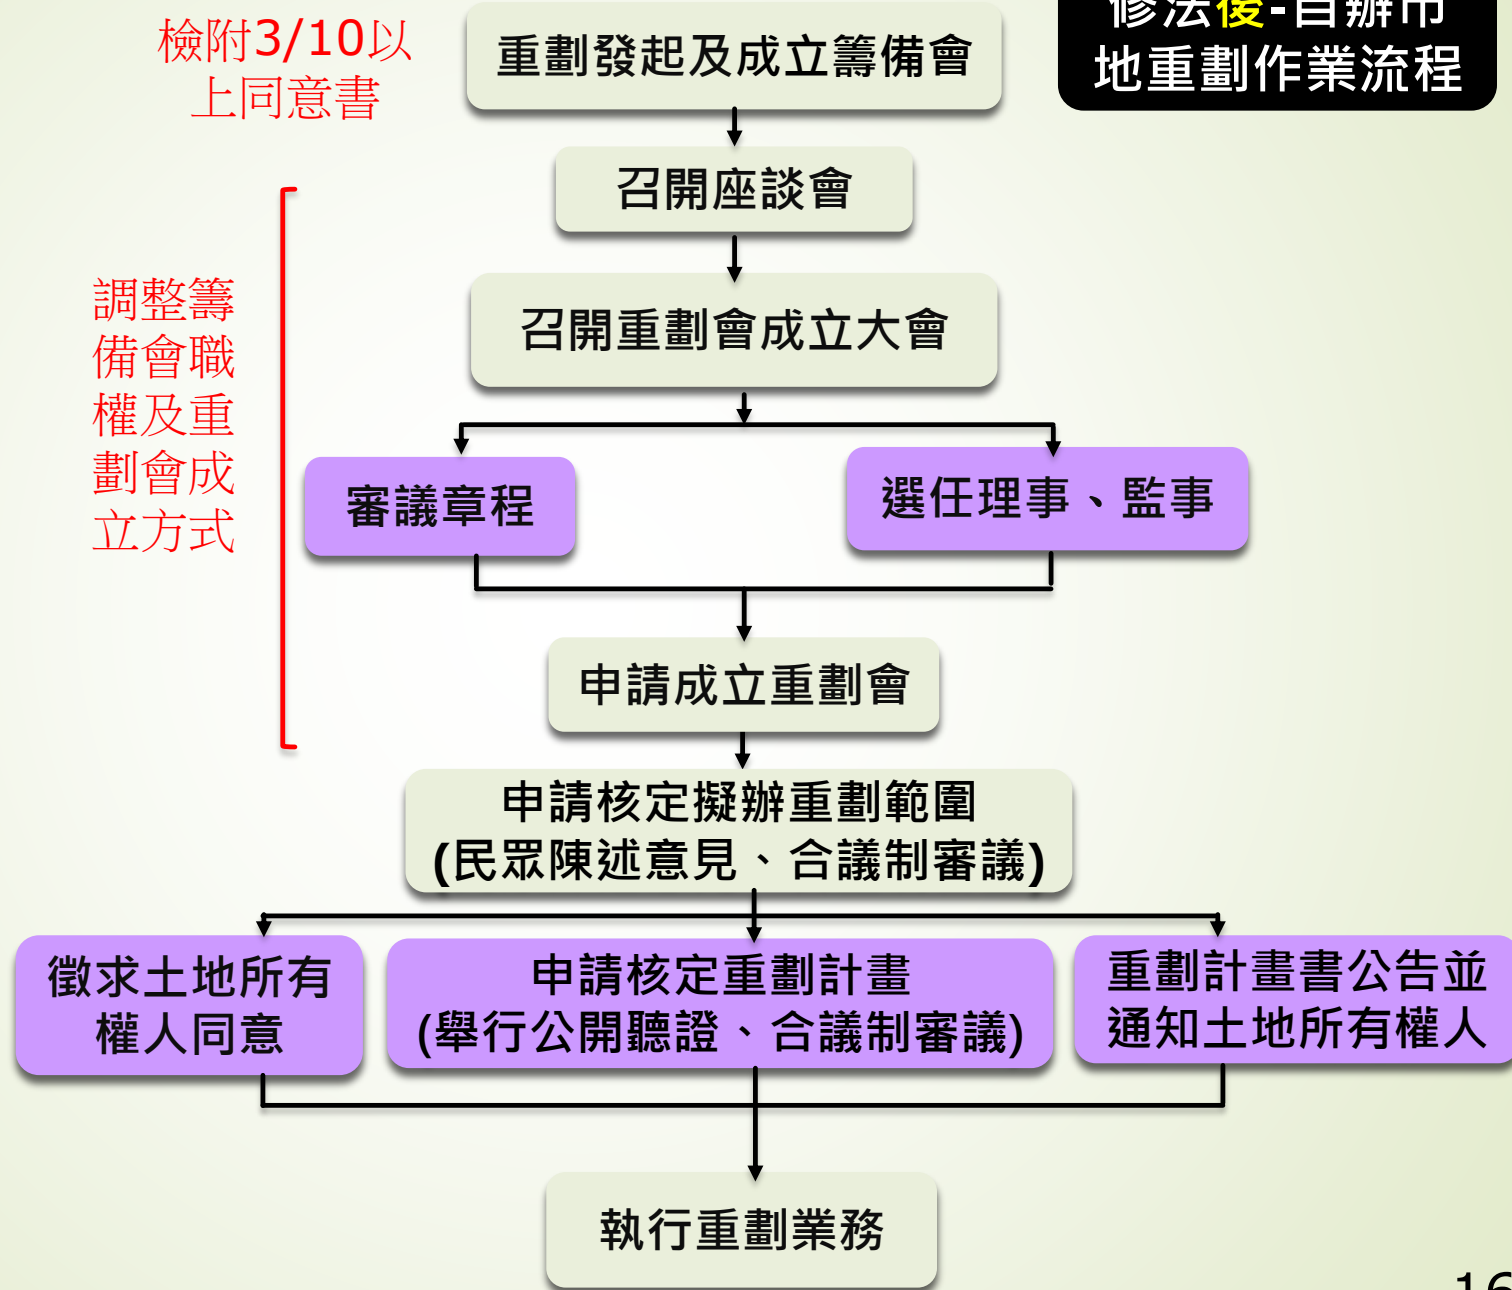 修法後-自辦市
地重劃作業流程
檢附3/10以
上同意書
重劃發起及成立籌備會
召開座談會
召開重劃會成立大會
調整籌
備會職
權及重
劃會成
立方式
審議章程
選任理事、監事
申請成立重劃會
申請核定擬辦重劃範圍
(民眾陳述意見、合議制審議)
徵求土地所有
權人同意
申請核定重劃計畫
(舉行公開聽證、合議制審議)
重劃計畫書公告並
通知土地所有權人
執行重劃業務
16